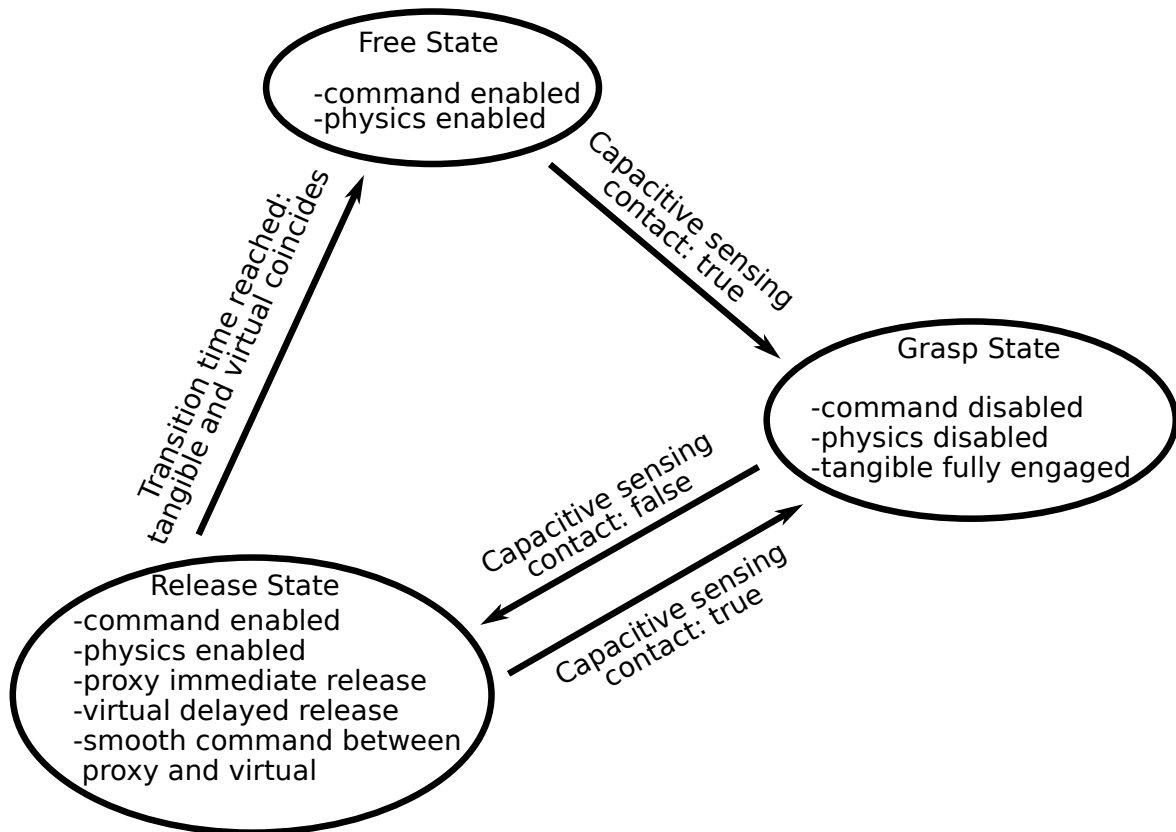 Free State
-command enabled
-physics enabled
Capacitive sensing
contact: true
Transition time reached:
tangible and virtual coincides
Grasp State
-command disabled
-physics disabled
-tangible fully engaged
Capacitive sensing
contact: false
Capacitive sensing
contact: true
Release State
-command enabled
-physics enabled
-proxy immediate release
-virtual delayed release
-smooth command between
proxy and virtual